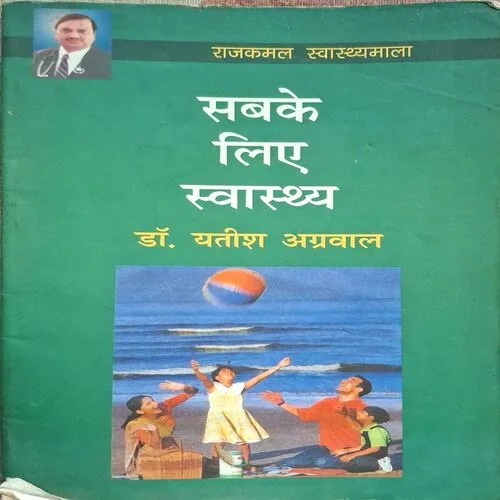 राजकमल स्वास्थ्यमाला
सबके
लिए
स्वास्थ्य
डॉ. यतीश अग्रवाल